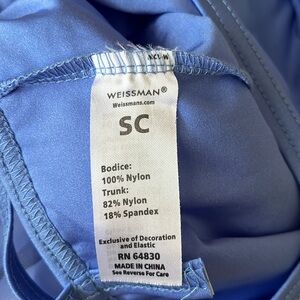 WEISSMAN®
Weissmans.com
SC
Bodice:
100% Nylon
Trunk:
82% Nylon
18% Spandex
Exclusive of Decoration
and Elastic
RN 64830
MADE IN CHINA
See Reverse For Care